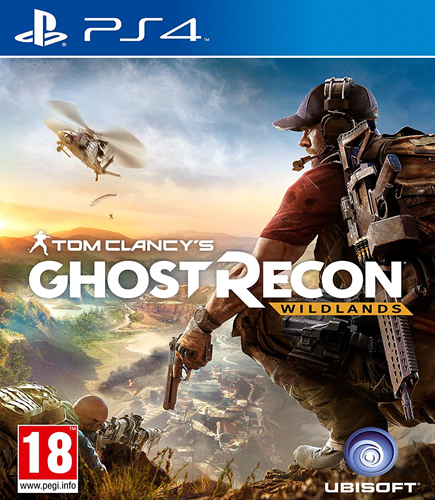 PS4
TOM CLANCY'S
GHOST RECON
WILDLANDS
18
www.pegi.info
UBISOFT